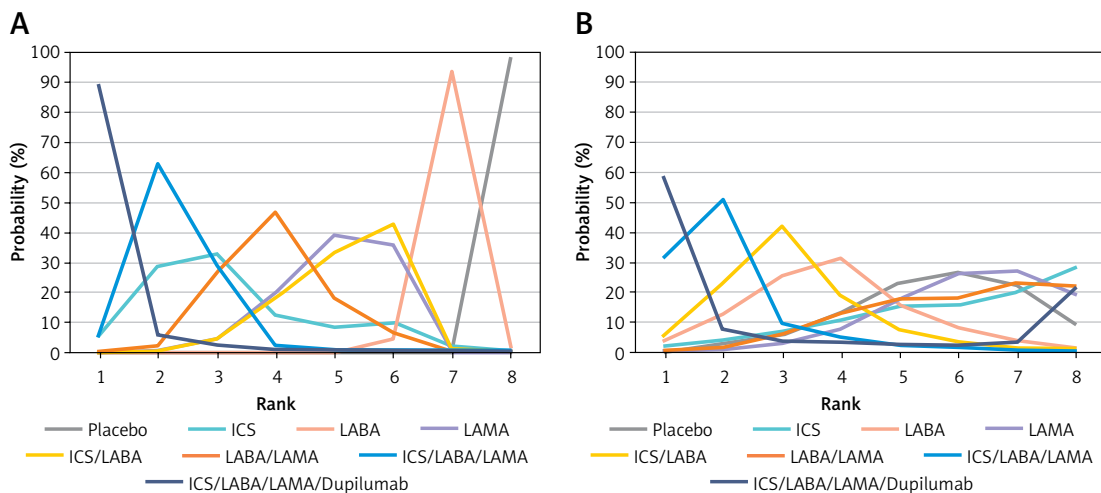 A
100
90
80
70
60
50
40
30
20
10
0
Probability (%)
1 2 3 4 5 6 7 8
Rank
Placebo ICS LABA LAMA
ICS/LABA LABA/LAMA ICS/LABA/LAMA
ICS/LABA/LAMA/Dupilumab
B
100
90
80
70
60
50
40
30
20
10
0
Probability (%)
1 2 3 4 5 6 7 8
Rank
Placebo ICS LABA LAMA
ICS/LABA LABA/LAMA ICS/LABA/LAMA
ICS/LABA/LAMA/Dupilumab